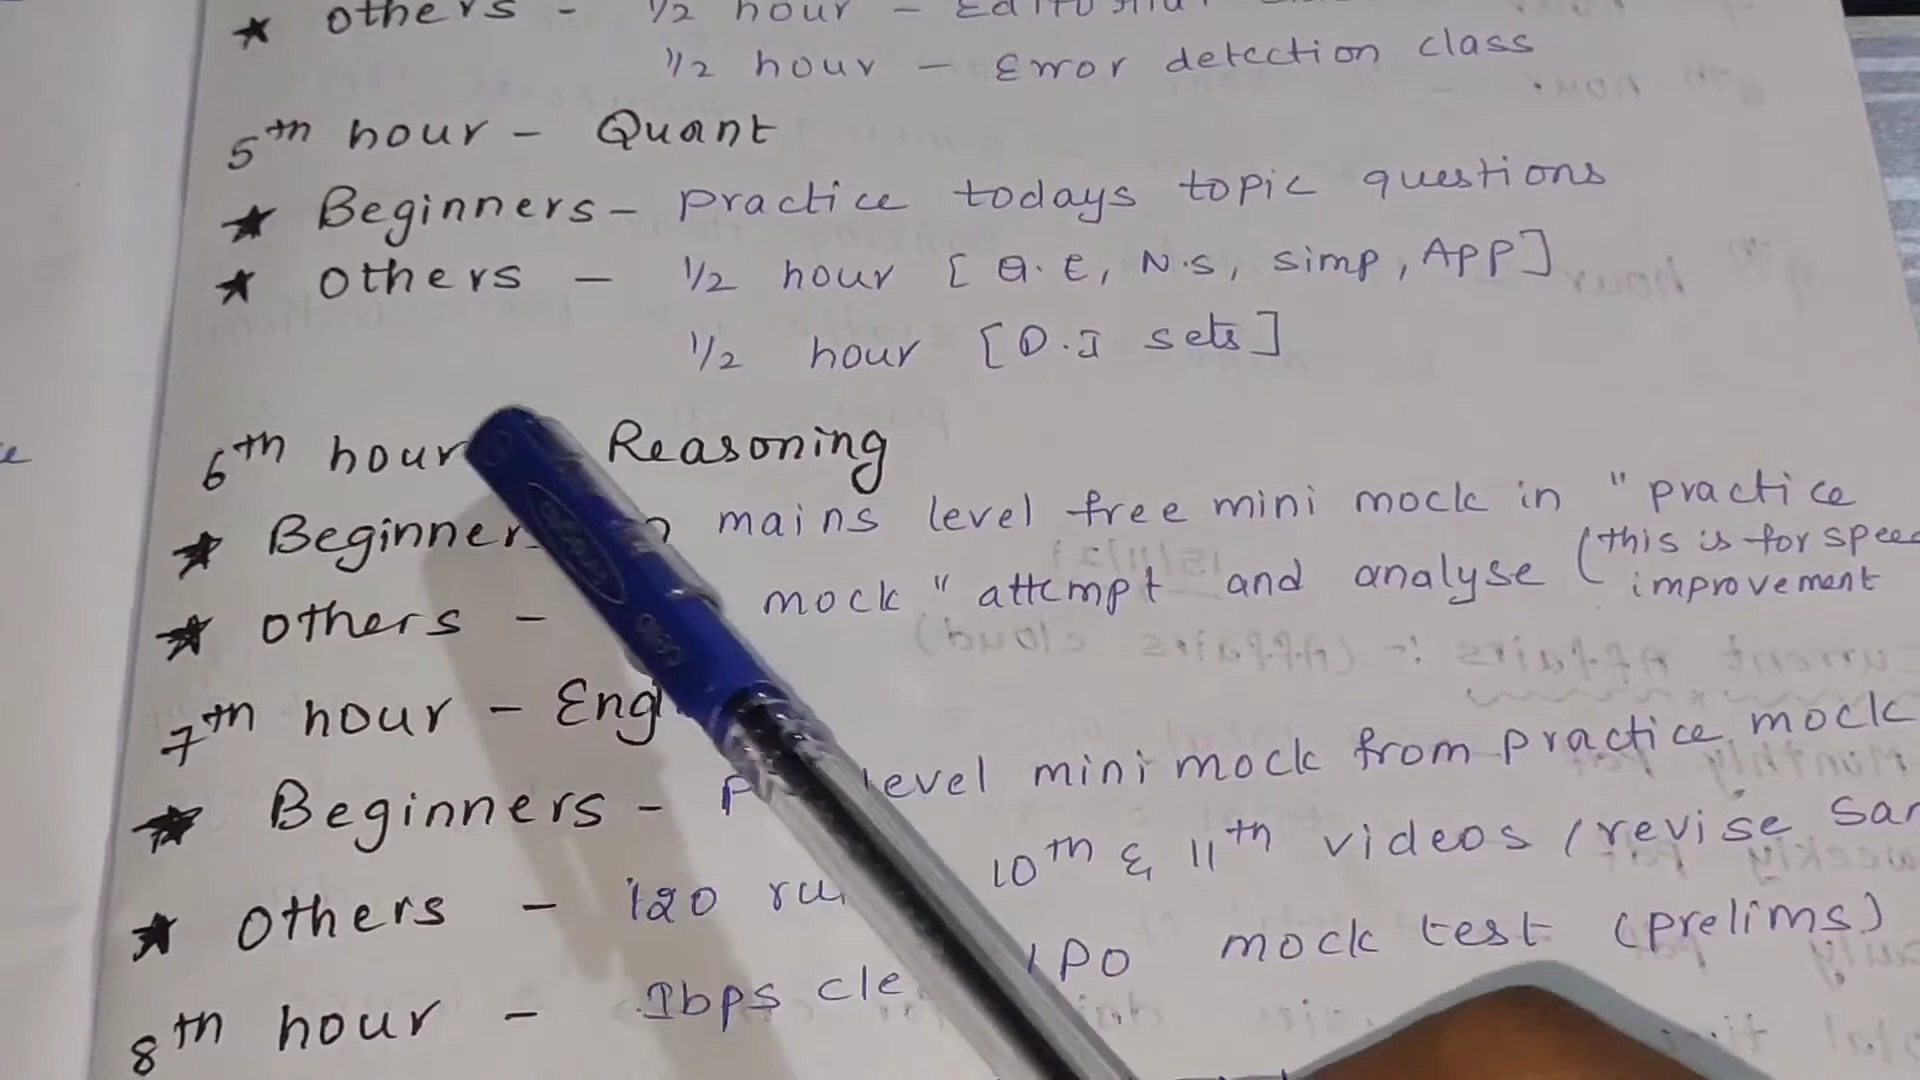 ★ others - 1/2 hour -
1/2 hour - Error detection class
5th hour - Quant
★ Beginners - practice todays topic questions
★ others - 1/2 hour [Q.E, N.S, simp, App]
1/2 hour [D.I sets]
6th hour Reasoning
★ Beginner mains level free mini mock in "practice
mock" attempt and analyse (this is for speed
improvement
★ others -
7th hour - Eng
★ Beginners - level mini mock from practice mock
★ others - 120 10th & 11th videos / revise
8th hour - Ibps cle PO mock test (prelims)